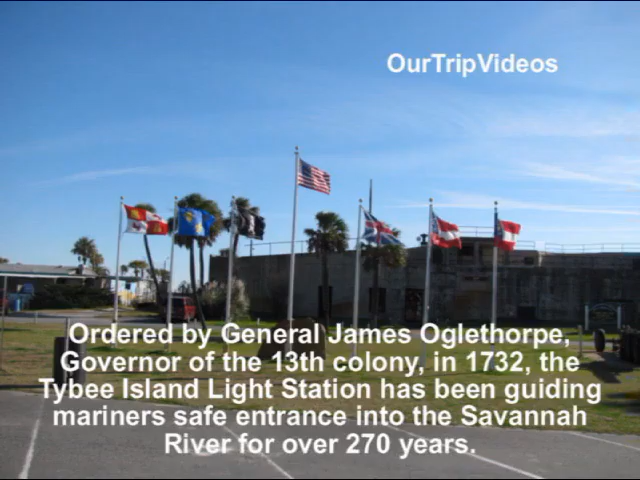 OurTripVideos
Ordered by General James Oglethorpe,
Governor of the 13th colony, in 1732, the
Tybee Island Light Station has been guiding
mariners safe entrance into the Savannah
River for over 270 years.